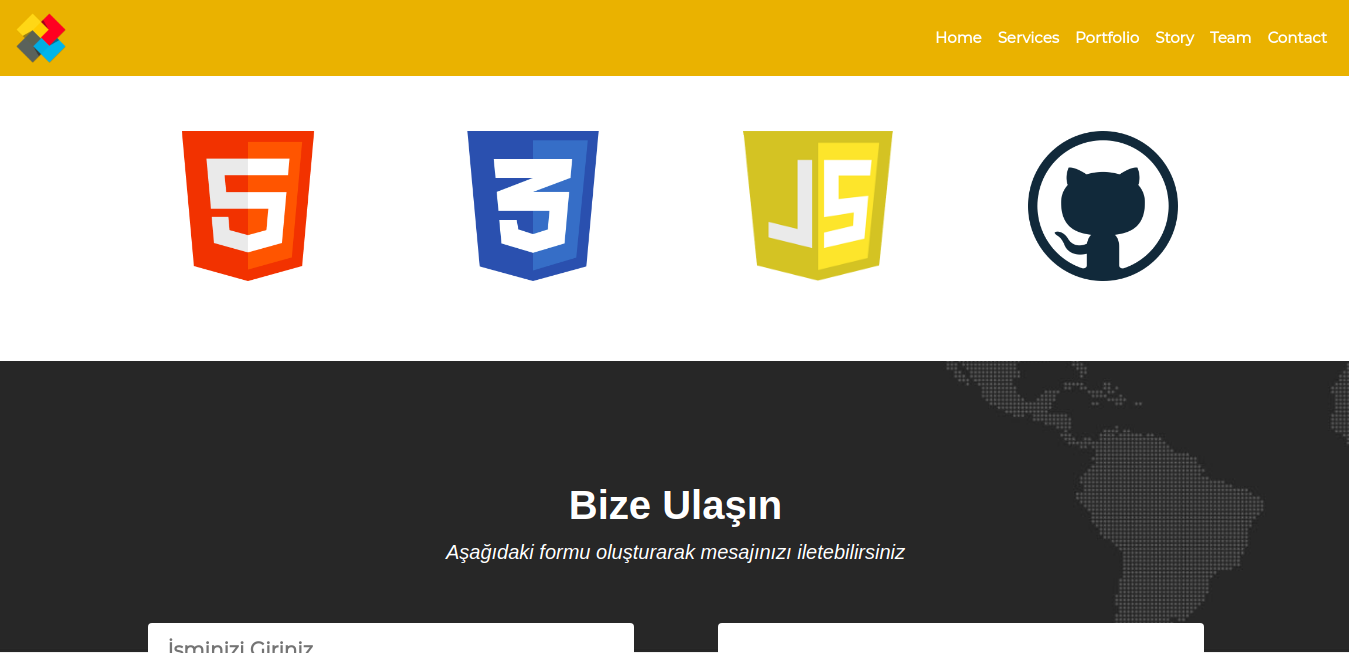 Home Services Portfolio Story Team Contact
5 3 JS
Bize Ulaşın
Aşağıdaki formu oluşturarak mesajınızı iletebilirsiniz
İsminizi Giriniz